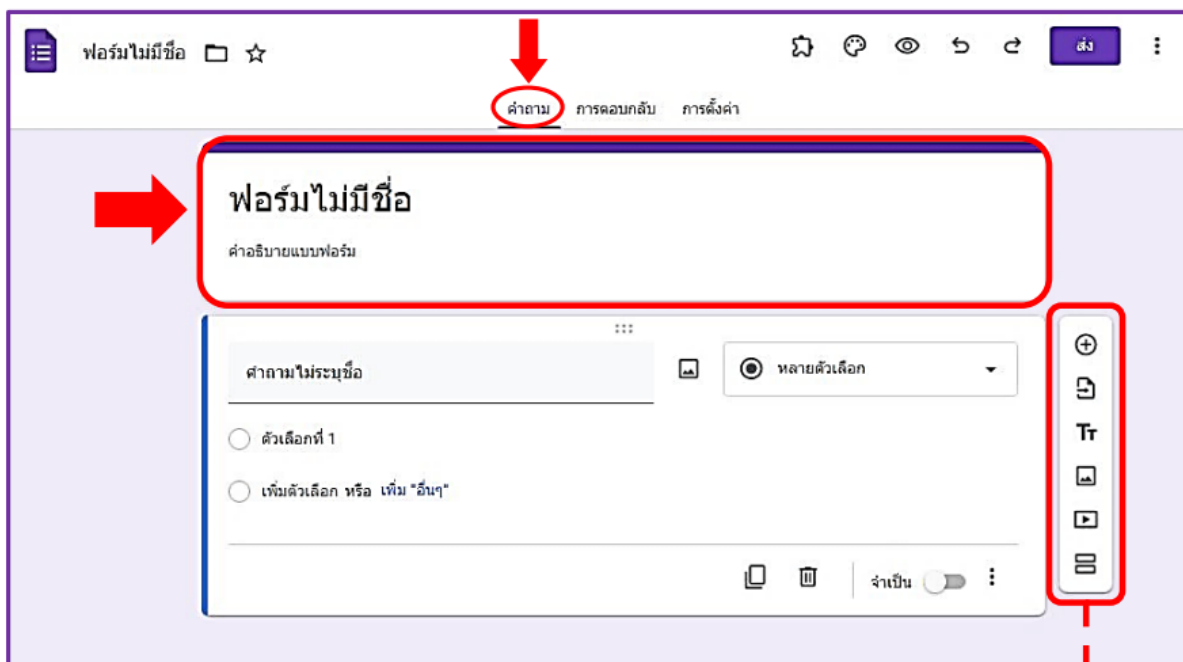 ฟอร์มไม่มีชื่อ
ส่ง
คำถาม การตอบกลับ การตั้งค่า
ฟอร์มไม่มีชื่อ
คำอธิบายแบบฟอร์ม
คำถามไม่ระบุชื่อ
หลายตัวเลือก
ตัวเลือกที่ 1
เพิ่มตัวเลือก หรือ เพิ่ม "อื่นๆ"
จำเป็น
Tт